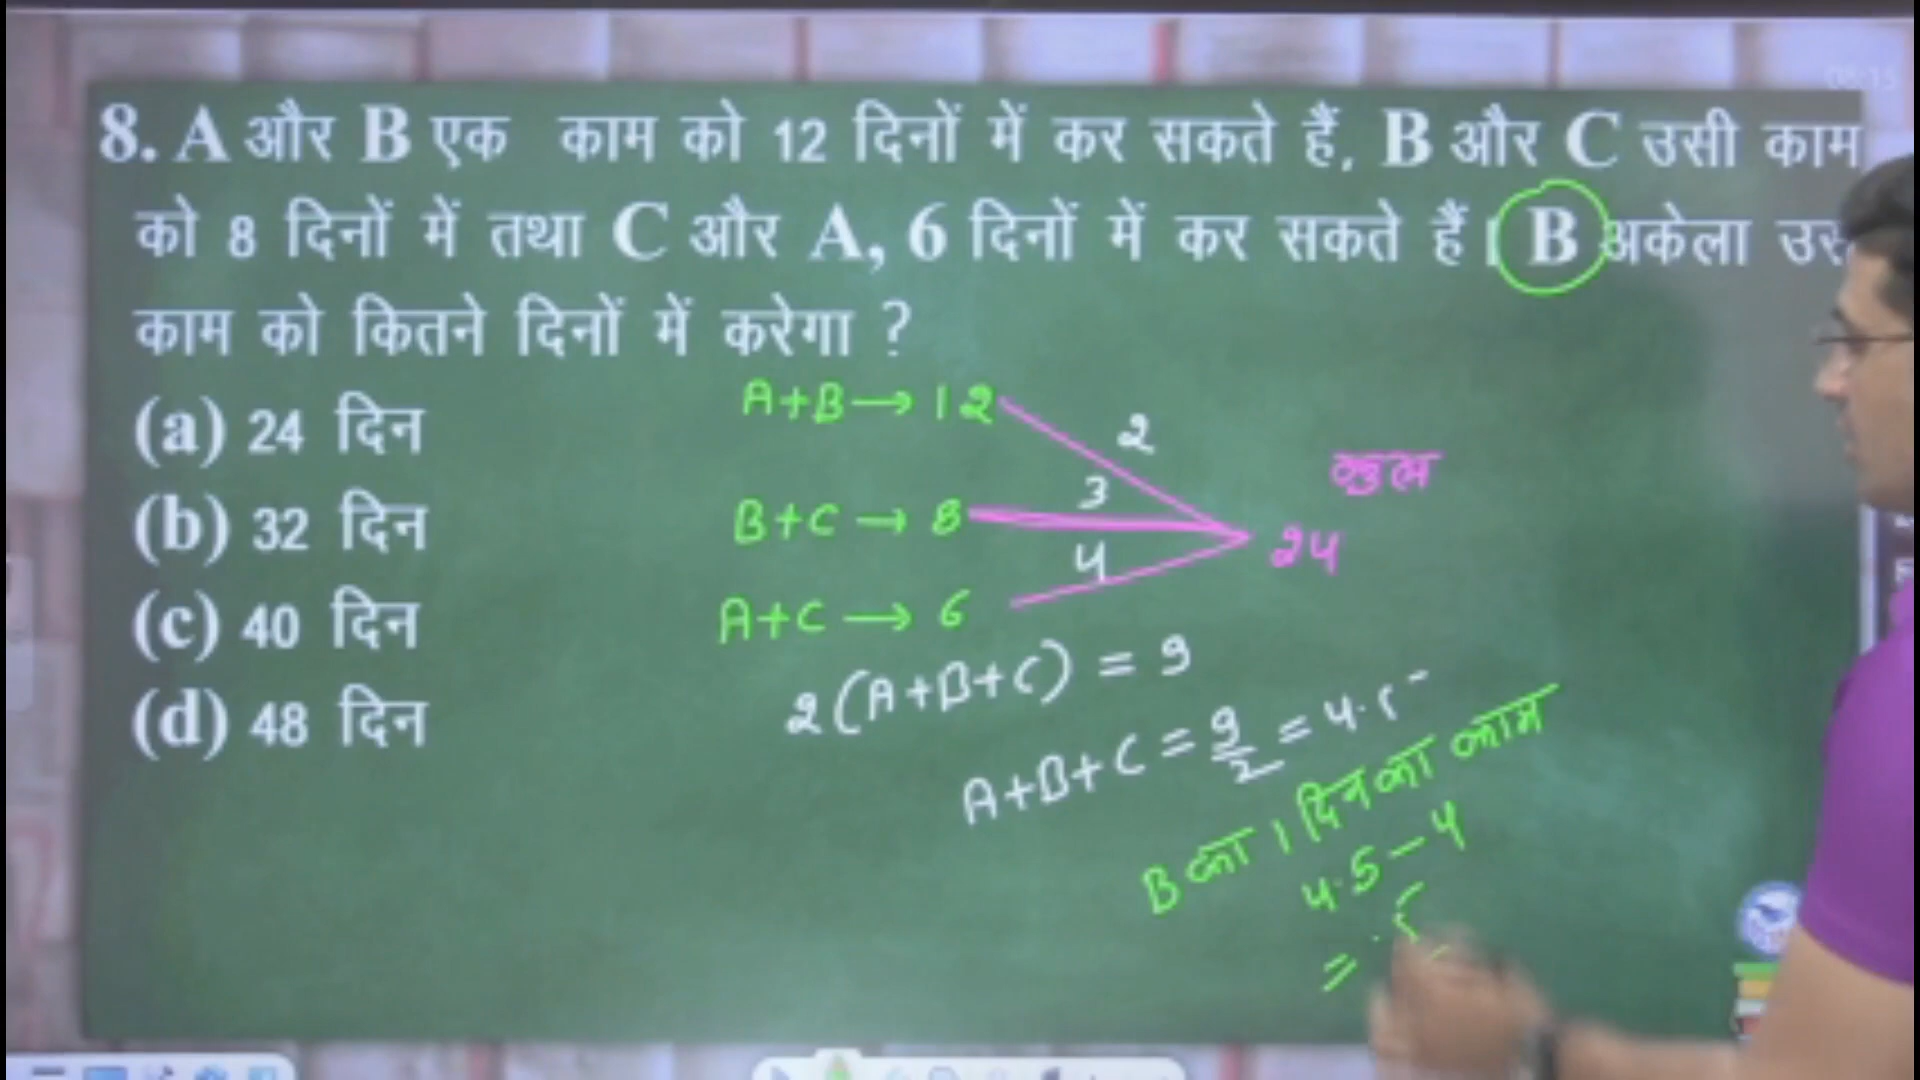 8. A और B एक काम को 12 दिनों में कर सकते हैं, B और C उसी काम
को 8 दिनों में तथा C और A, 6 दिनों में कर सकते हैं। B अकेला
काम को कितने दिनों में करेगा ?
(a) 24 दिन
(b) 32 दिन
(c) 40 दिन
(d) 48 दिन
A+B → 12
2
कुल
3
B+C → 8
24
4
A+C → 6
2(A+B+C) = 9
A+B+C = 9/2 = 4.5
B का 1 दिन का काम
4.5 - 4
= .5